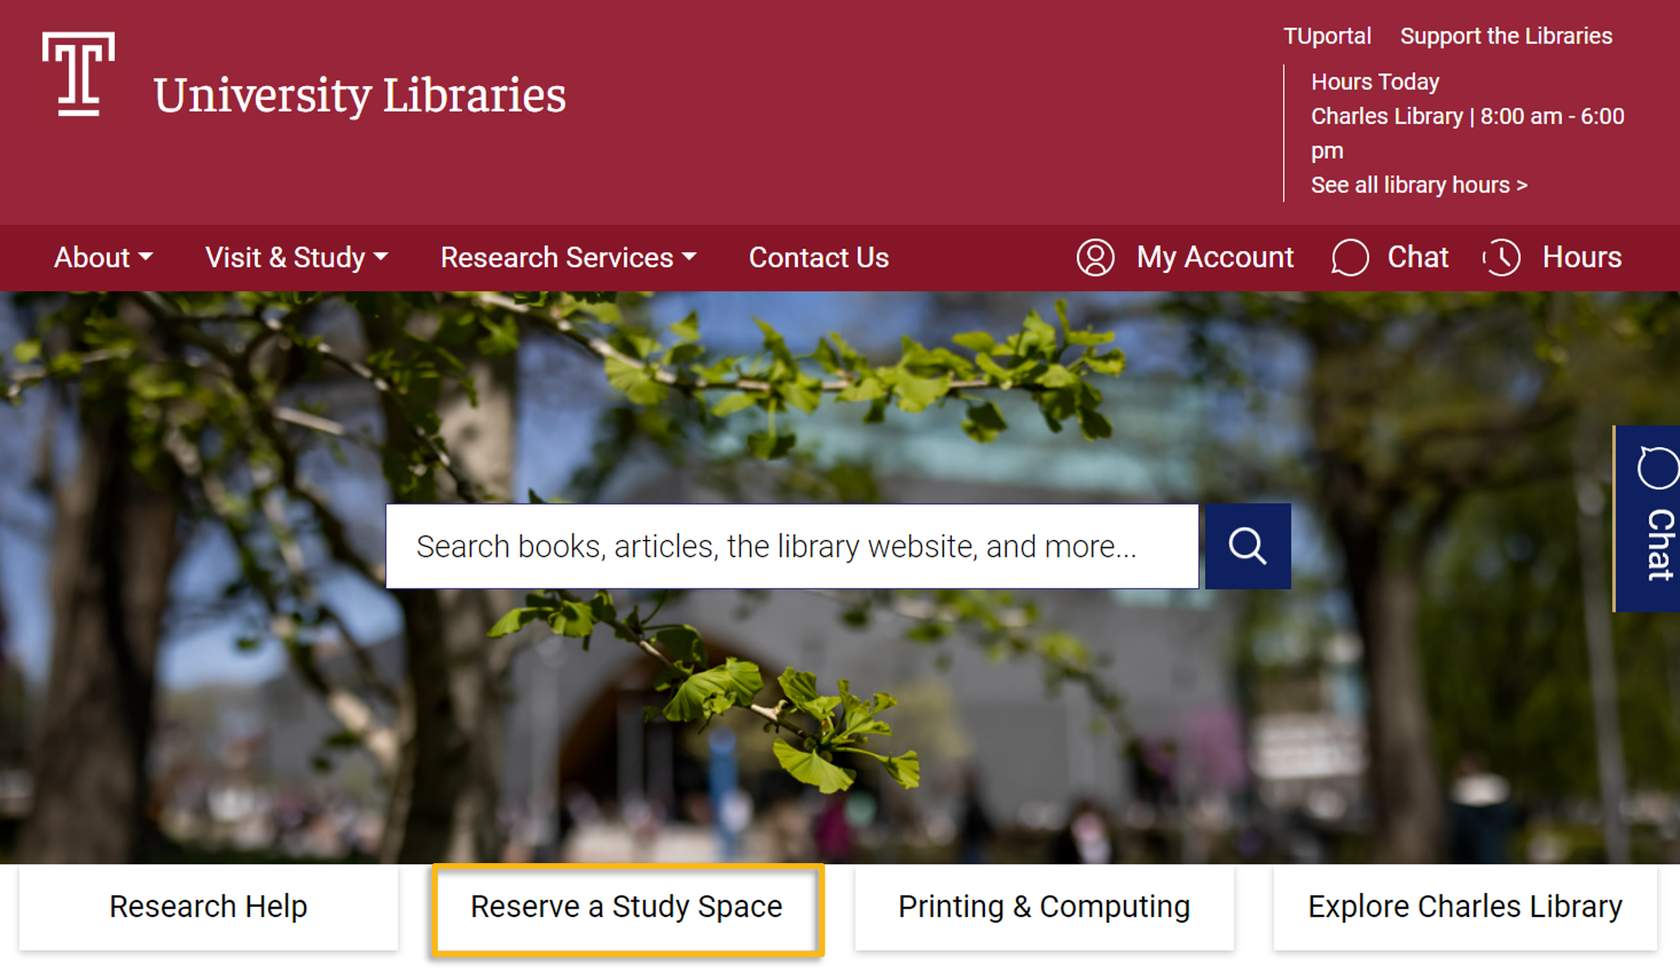 T
University Libraries
TUportal Support the Libraries
Hours Today
Charles Library | 8:00 am - 6:00
pm
See all library hours >
About Visit & Study Research Services Contact Us My Account Chat Hours
Search books, articles, the library website, and more...
Chat
Research Help Reserve a Study Space Printing & Computing Explore Charles Library